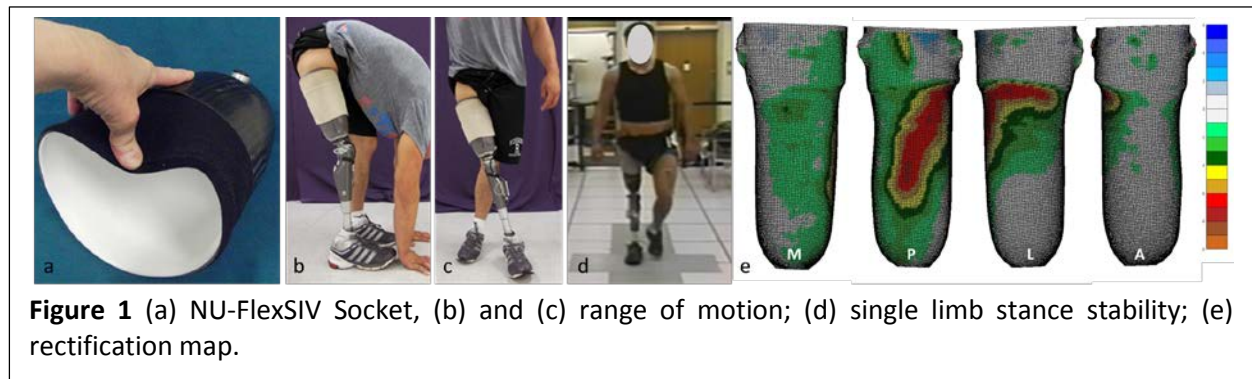 a b c d e M P L A
Figure 1 (a) NU-FlexSIV Socket, (b) and (c) range of motion; (d) single limb stance stability; (e)
rectification map.